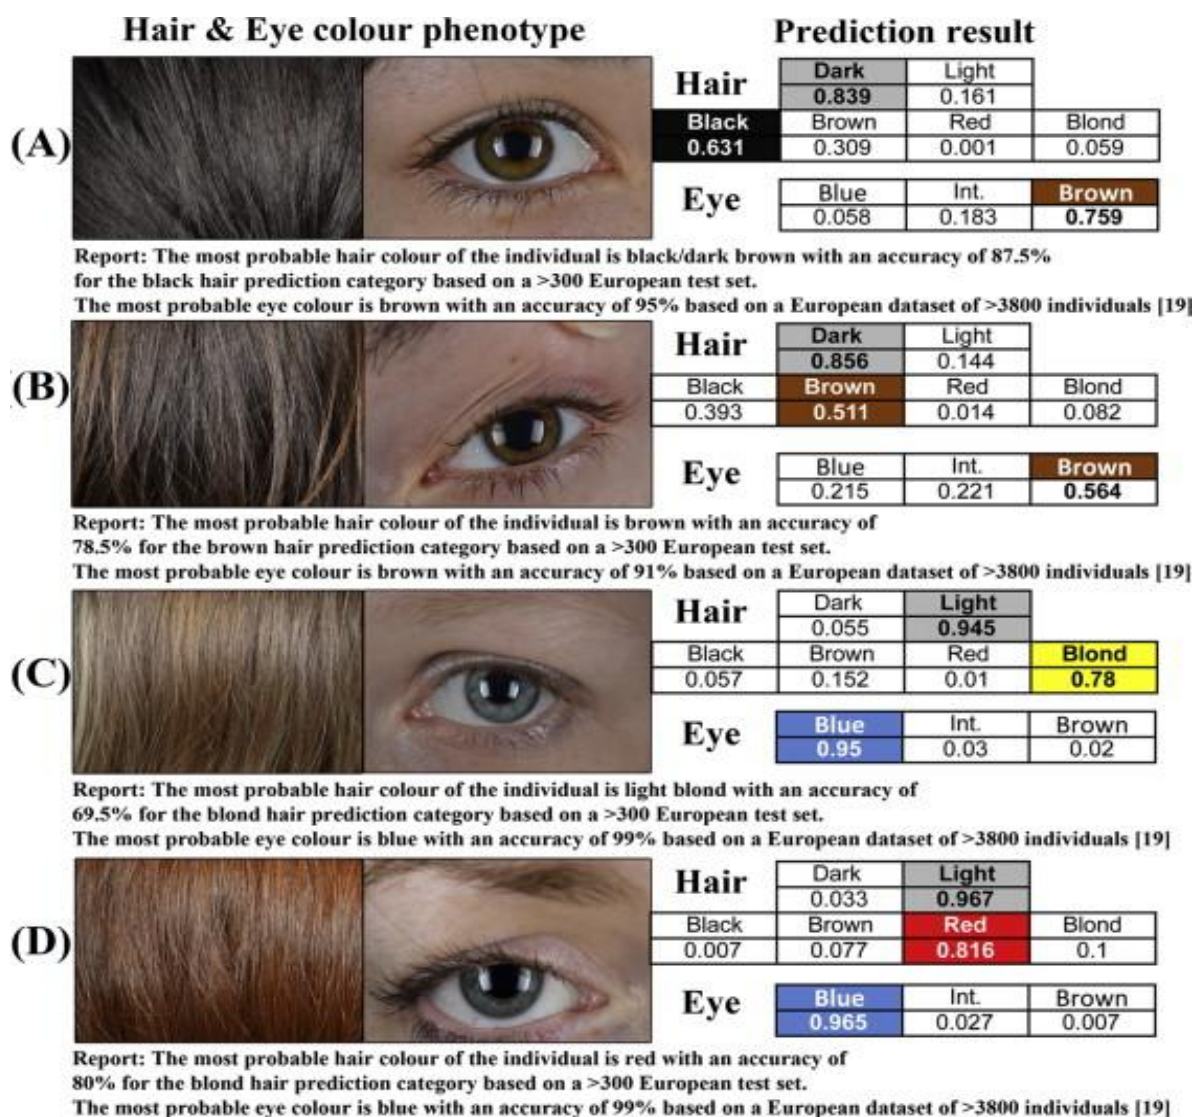 Hair & Eye colour phenotype
Prediction result
(A)
Hair
Dark Light
0.839 0.161
Black Brown Red Blond
0.631 0.309 0.001 0.059
Eye
Blue Int. Brown
0.058 0.183 0.759
Report: The most probable hair colour of the individual is black/dark brown with an accuracy of 87.5%
for the black hair prediction category based on a >300 European test set.
The most probable eye colour is brown with an accuracy of 95% based on a European dataset of >3800 individuals [19]
(B)
Hair
Dark Light
0.856 0.144
Black Brown Red Blond
0.393 0.511 0.014 0.082
Eye
Blue Int. Brown
0.215 0.221 0.564
Report: The most probable hair colour of the individual is brown with an accuracy of
78.5% for the brown hair prediction category based on a >300 European test set.
The most probable eye colour is brown with an accuracy of 91% based on a European dataset of >3800 individuals [19]
(C)
Hair
Dark Light
0.055 0.945
Black Brown Red Blond
0.057 0.152 0.01 0.78
Eye
Blue Int. Brown
0.95 0.03 0.02
Report: The most probable hair colour of the individual is light blond with an accuracy of
69.5% for the blond hair prediction category based on a >300 European test set.
The most probable eye colour is blue with an accuracy of 99% based on a European dataset of >3800 individuals [19]
(D)
Hair
Dark Light
0.033 0.967
Black Brown Red Blond
0.007 0.077 0.816 0.1
Eye
Blue Int. Brown
0.965 0.027 0.007
Report: The most probable hair colour of the individual is red with an accuracy of
80% for the blond hair prediction category based on a >300 European test set.
The most probable eye colour is blue with an accuracy of 99% based on a European dataset of >3800 individuals [19]